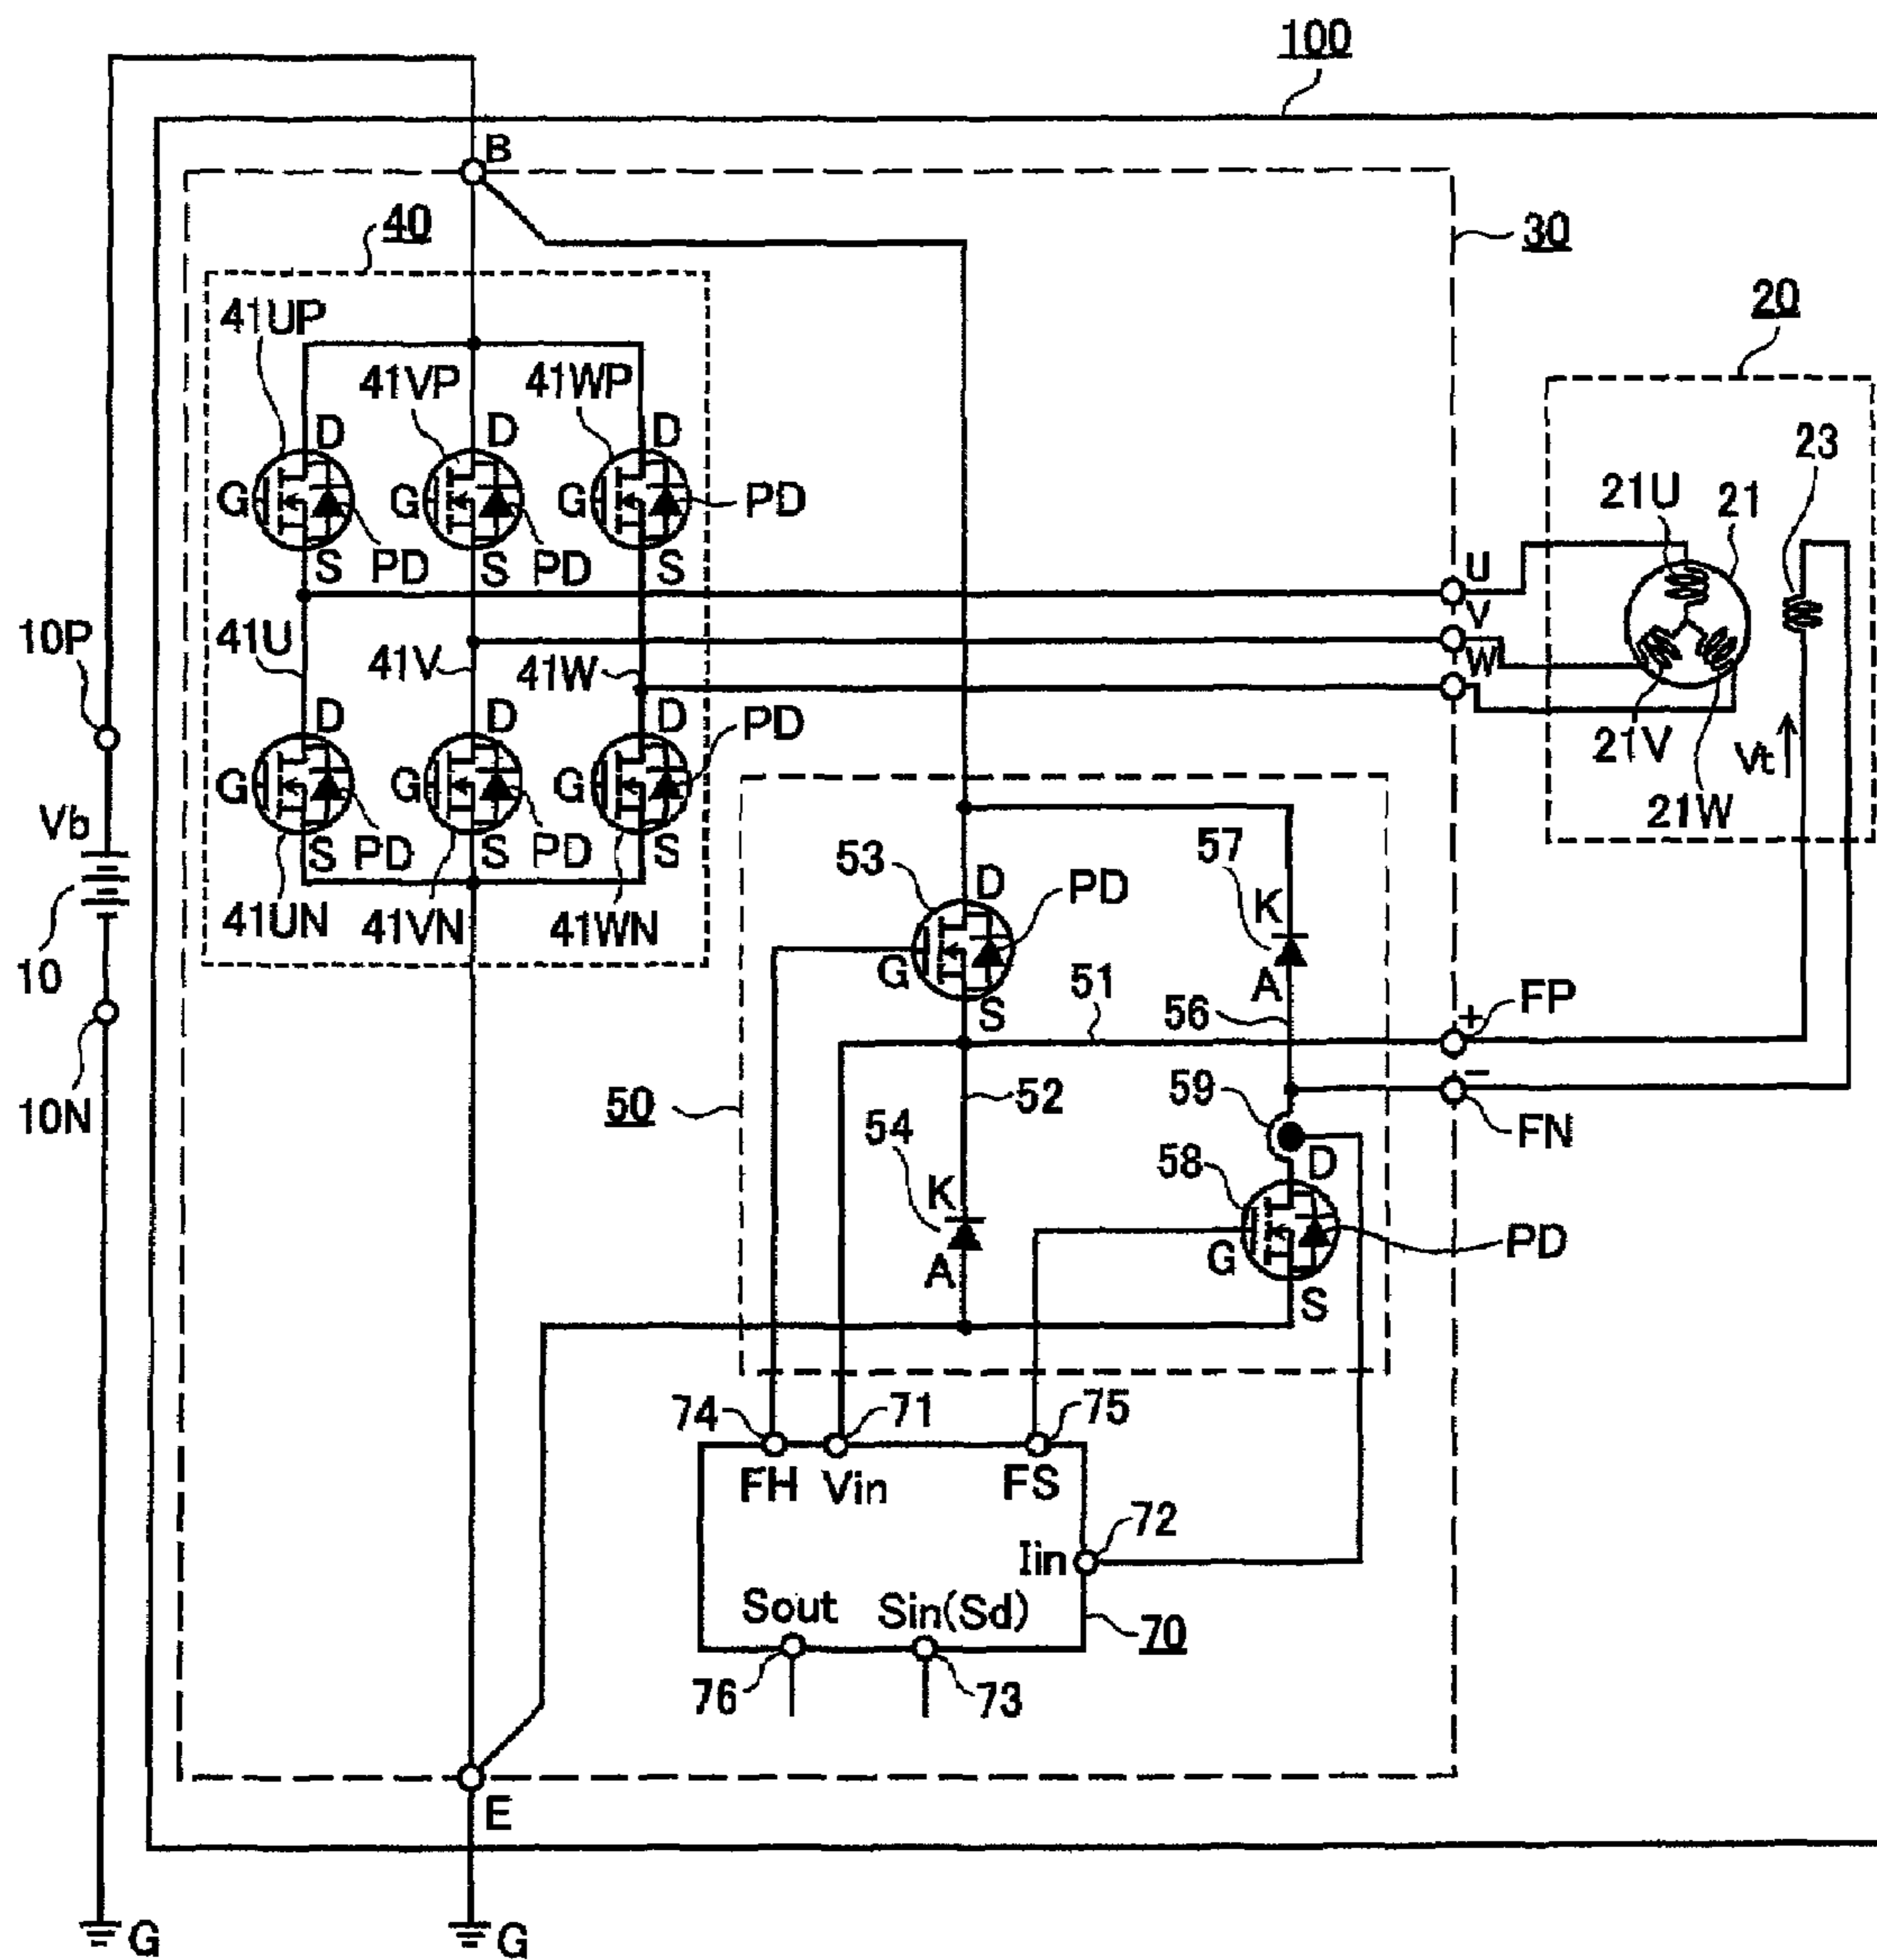 100
B
40
30
41UP
20
41VP
41WP
D
D
D
23
G
G
G
PD
21U
21
S
PD
S
PD
S
U
10P
V
41U
41V
41W
W
D
D
D
PD
21V
Vt
G
G
G
21W
Vb
S
PD
S
PD
S
53
57
D
PD
41UN
41VN
41WN
K
10
G
A
51
FP
S
56
+
10N
50
52
59
-
FN
54
58
D
K
PD
A
G
S
74
71
75
FH
Vin
FS
72
Iin
Sout
Sin(Sd)
70
76
73
E
G
G